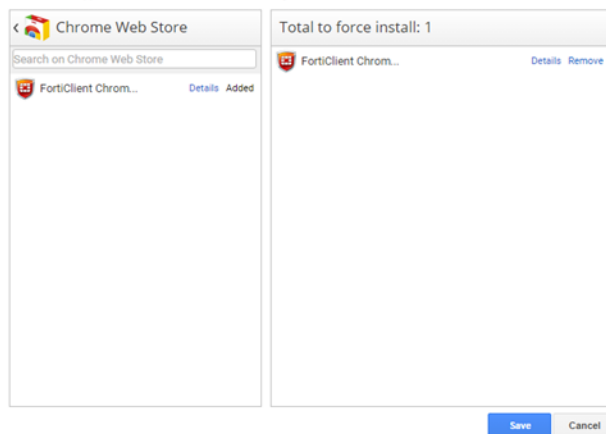 Chrome Web Store
Search on Chrome Web Store
FortiClient Chrom... Details Added
Total to force install: 1
FortiClient Chrom... Details Remove
Save Cancel